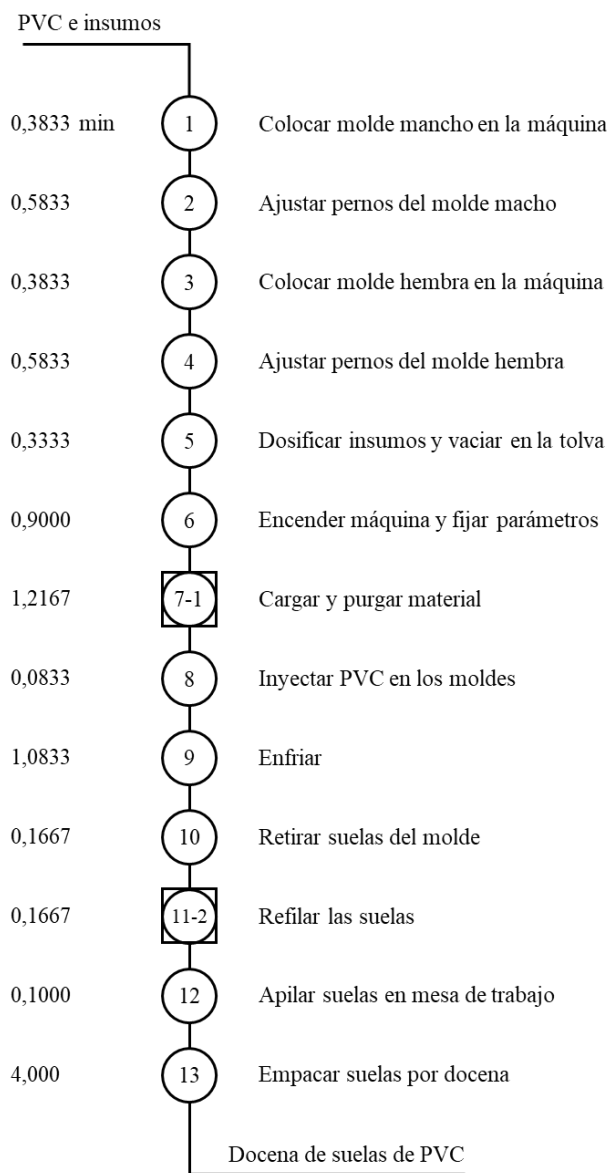 PVC e insumos
0,3833 min 1 Colocar molde mancho en la máquina
0,5833 2 Ajustar pernos del molde macho
0,3833 3 Colocar molde hembra en la máquina
0,5833 4 Ajustar pernos del molde hembra
0,3333 5 Dosificar insumos y vaciar en la tolva
0,9000 6 Encender máquina y fijar parámetros
1,2167 7-1 Cargar y purgar material
0,0833 8 Inyectar PVC en los moldes
1,0833 9 Enfriar
0,1667 10 Retirar suelas del molde
0,1667 11-2 Refilar las suelas
0,1000 12 Apilar suelas en mesa de trabajo
4,000 13 Empacar suelas por docena
Docena de suelas de PVC